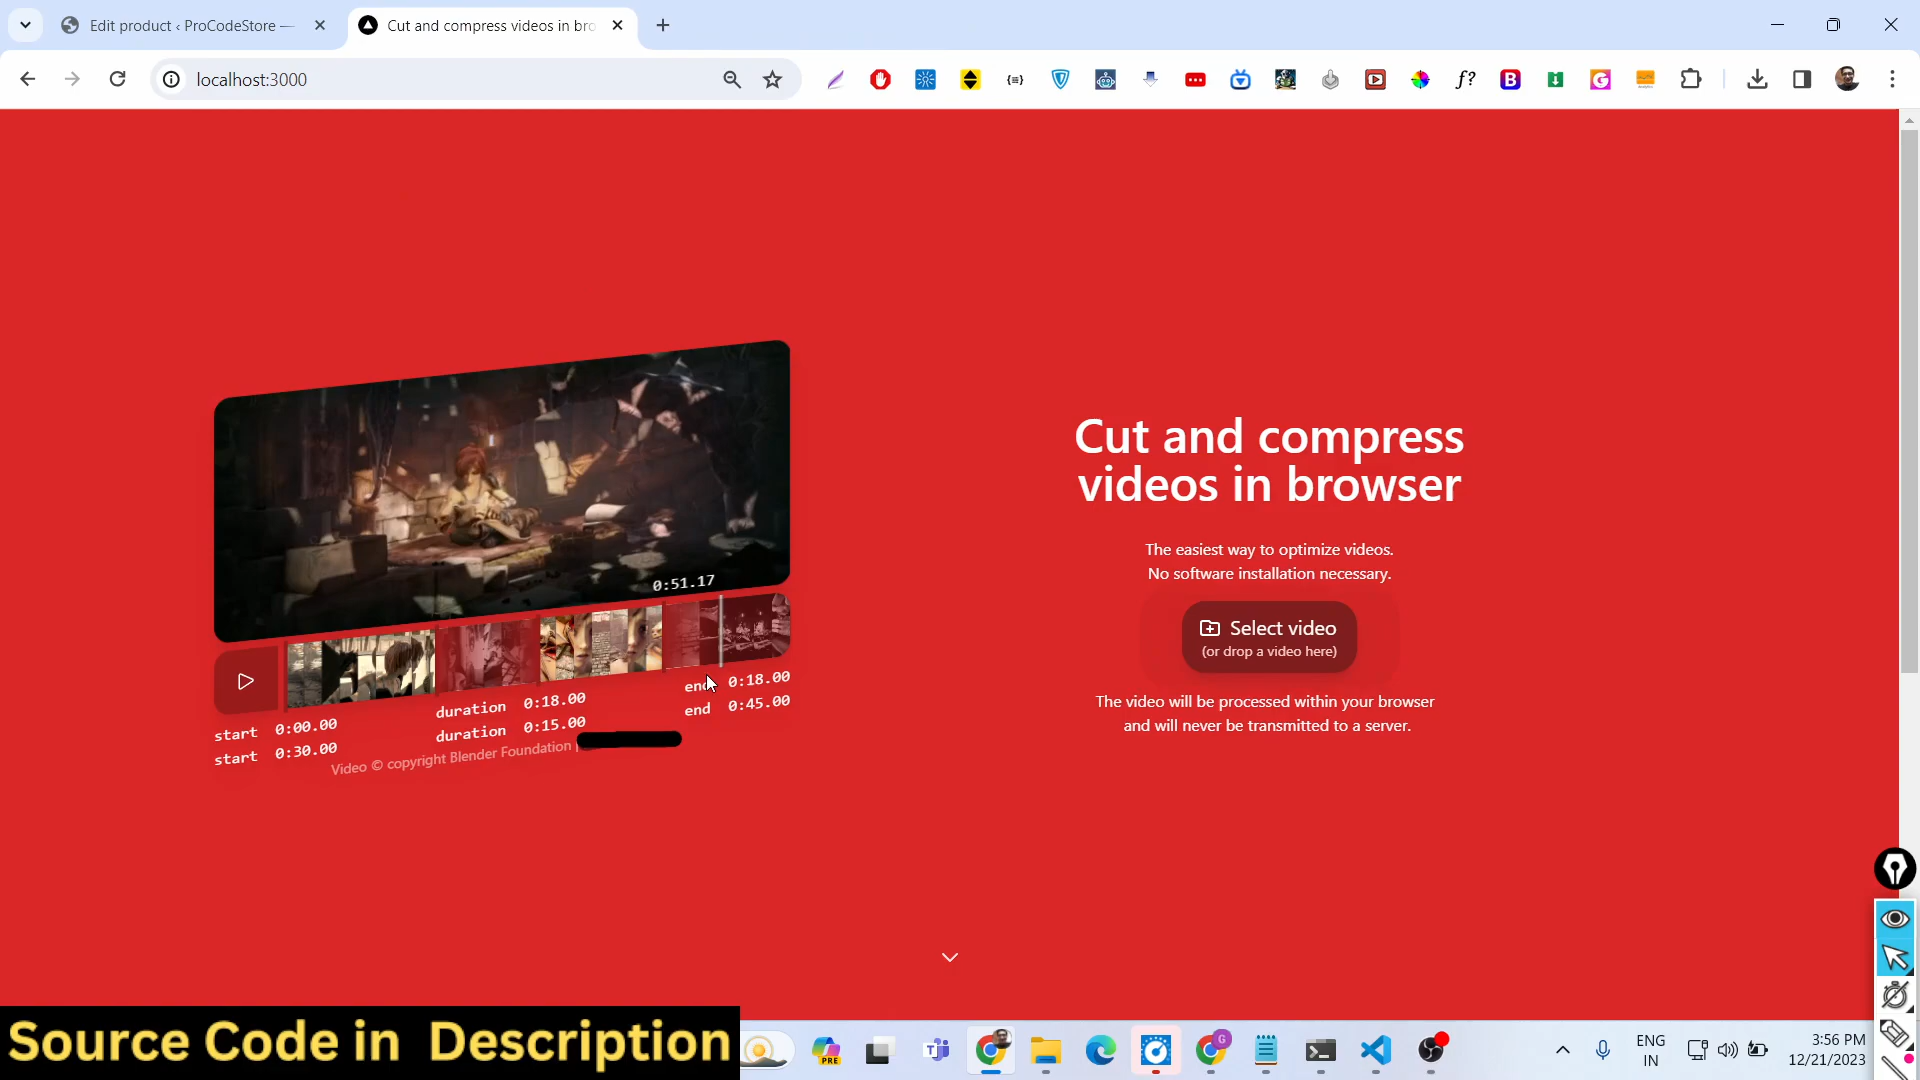 Edit product ‹ ProCodeStore —
Cut and compress videos in bro
localhost:3000
f?
B
G
0:51.17
start 0:00.00
duration 0:18.00
end 0:18.00
start 0:30.00
duration 0:15.00
end 0:45.00
Video © copyright Blender Foundation |
Cut and compress
videos in browser
The easiest way to optimize videos.
No software installation necessary.
Select video
(or drop a video here)
The video will be processed within your browser
and will never be transmitted to a server.
Source Code in Description
PRE
G
ENG
IN
3:56 PM
12/21/2023